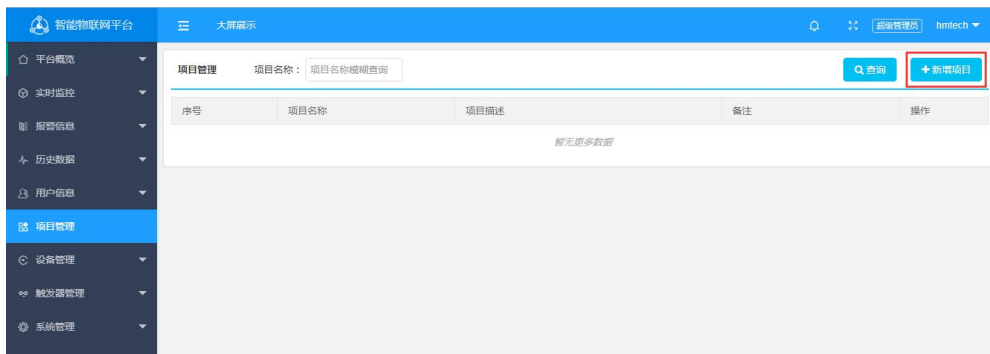 智能物联网平台
大屏展示
超级管理员 hmtech
平台概览
实时监控
报警信息
历史数据
用户信息
项目管理
设备管理
触发器管理
系统管理
项目管理 项目名称： 项目名称模糊查询 查询 +新增项目
序号 项目名称 项目描述 备注 操作
暂无更多数据